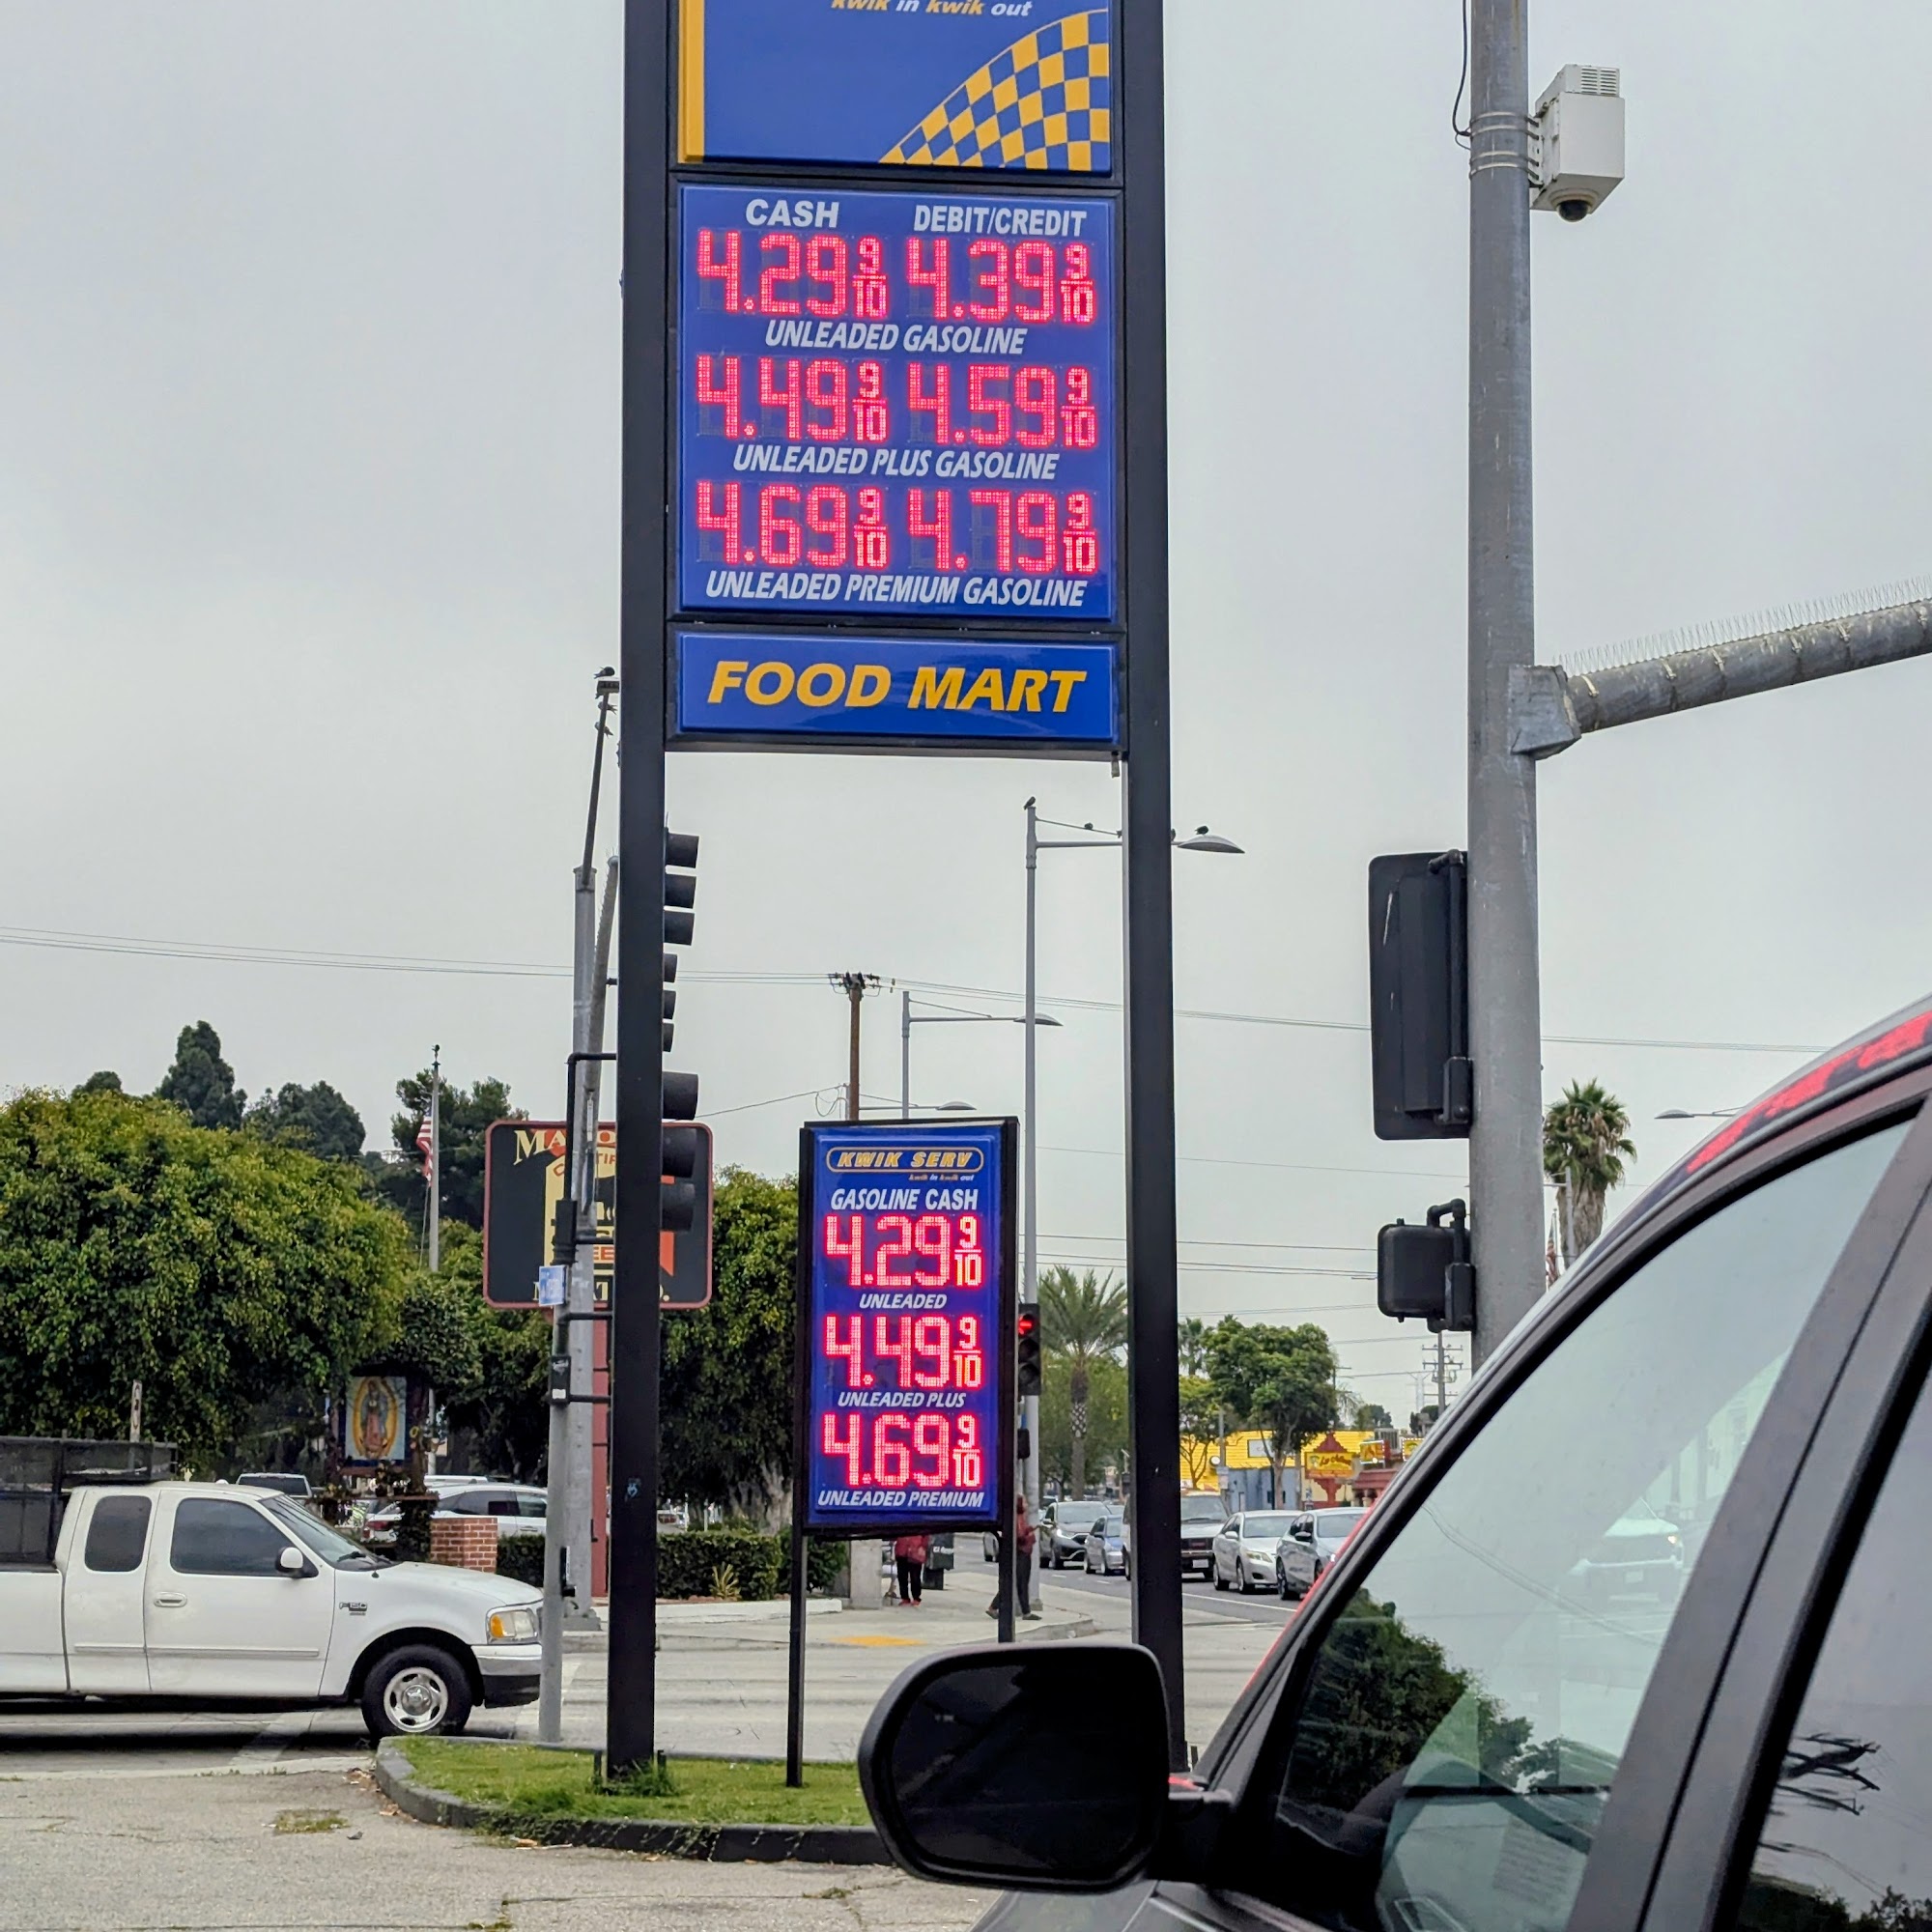 kwik in kwik out
CASH DEBIT/CREDIT
4.29 9/10 4.39 9/10
UNLEADED GASOLINE
4.49 9/10 4.59 9/10
UNLEADED PLUS GASOLINE
4.69 9/10 4.79 9/10
UNLEADED PREMIUM GASOLINE
FOOD MART
KWIK SERV
kwik in kwik out
GASOLINE CASH
4.29 9/10
UNLEADED
4.49 9/10
UNLEADED PLUS
4.69 9/10
UNLEADED PREMIUM
F-150